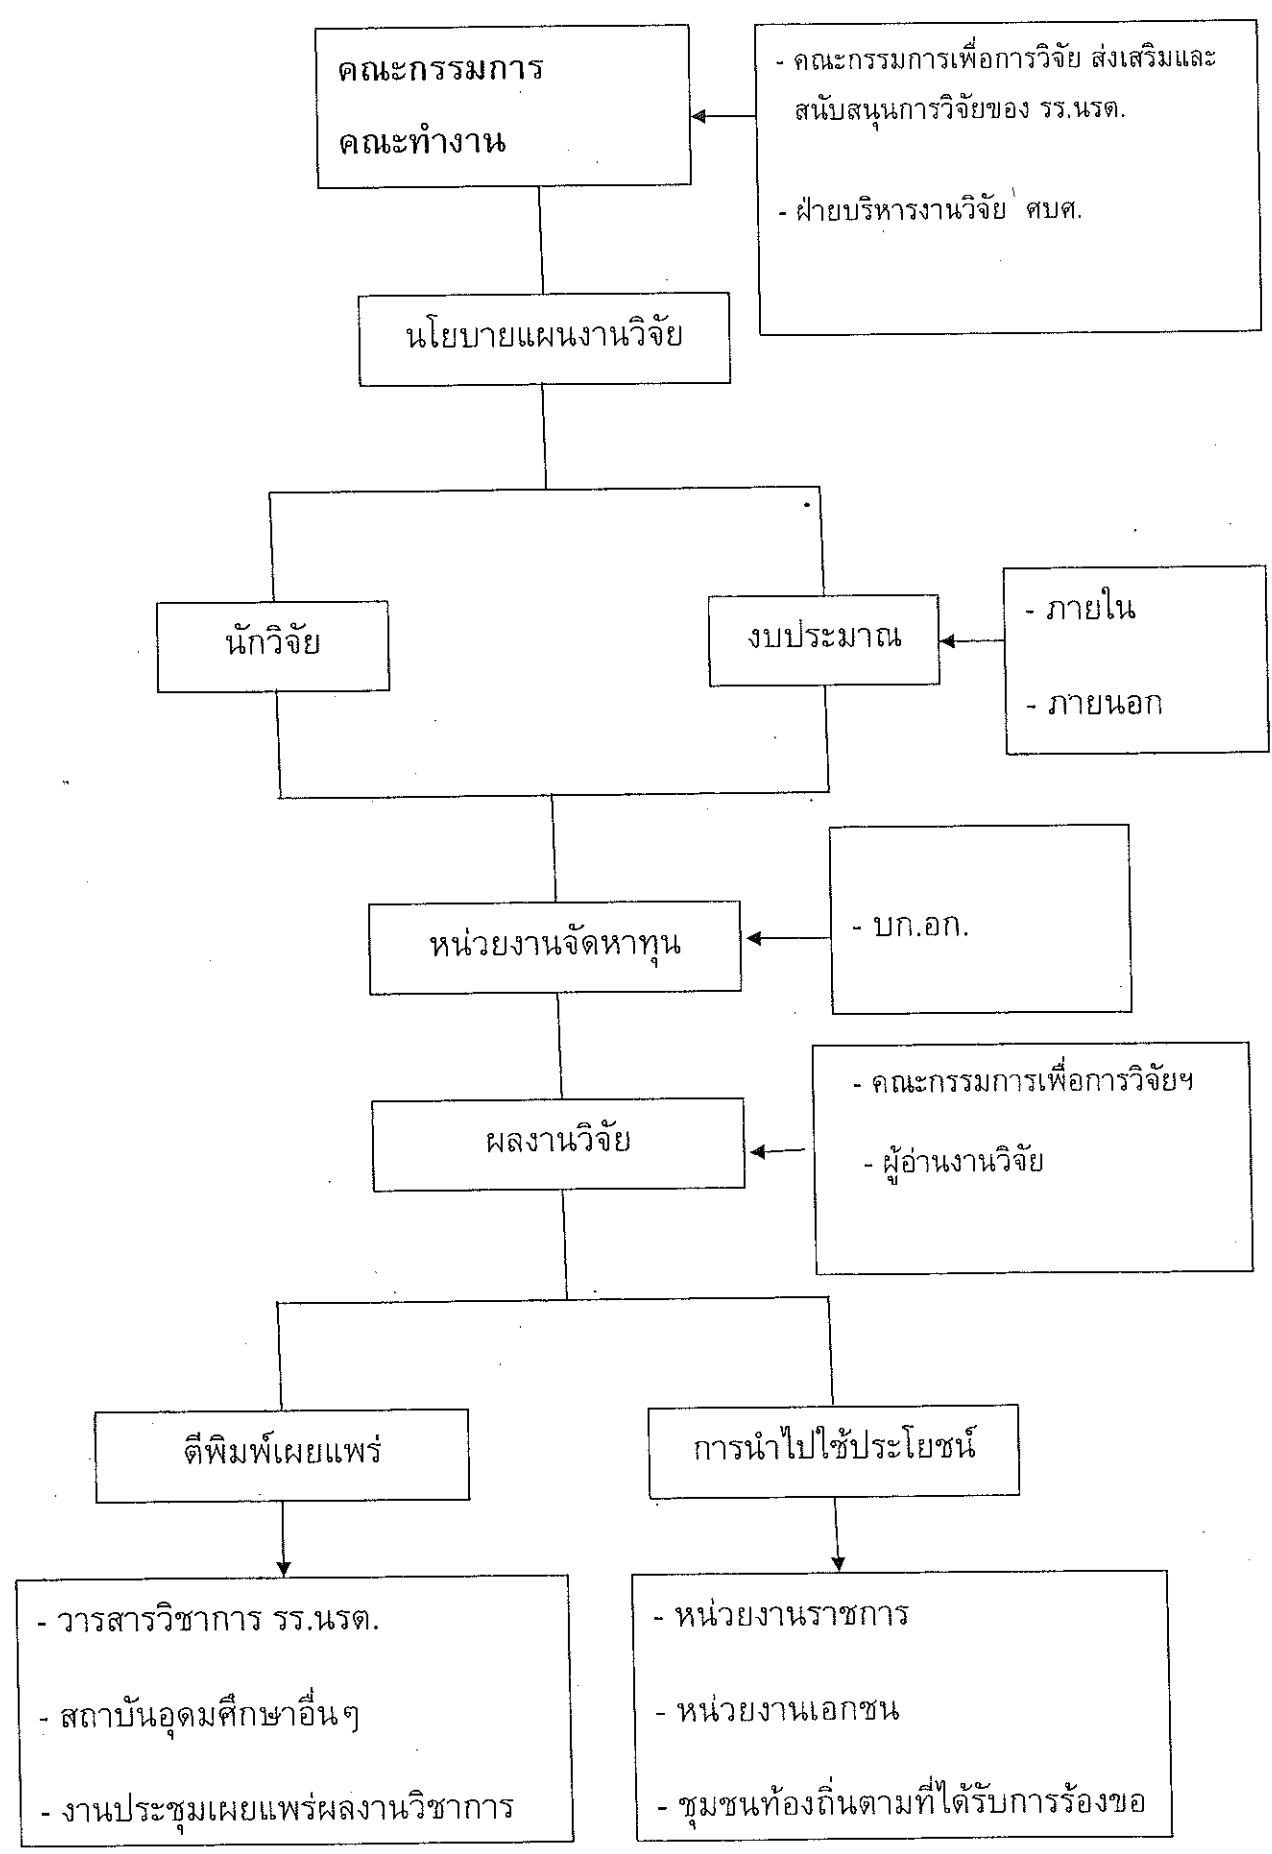 คณะกรรมการ
คณะทำงาน
- คณะกรรมการเพื่อการวิจัย ส่งเสริมและ
สนับสนุนการวิจัยของ รร.นรต.
- ฝ่ายบริหารงานวิจัย ศบศ.
นโยบายแผนงานวิจัย
นักวิจัย
งบประมาณ
- ภายใน
- ภายนอก
หน่วยงานจัดหาทุน
- บก.อก.
ผลงานวิจัย
- คณะกรรมการเพื่อการวิจัยฯ
- ผู้อ่านงานวิจัย
ตีพิมพ์เผยแพร่
การนำไปใช้ประโยชน์
- วารสารวิชาการ รร.นรต.
- สถาบันอุดมศึกษาอื่นๆ
- งานประชุมเผยแพร่ผลงานวิชาการ
- หน่วยงานราชการ
- หน่วยงานเอกชน
- ชุมชนท้องถิ่นตามที่ได้รับการร้องขอ